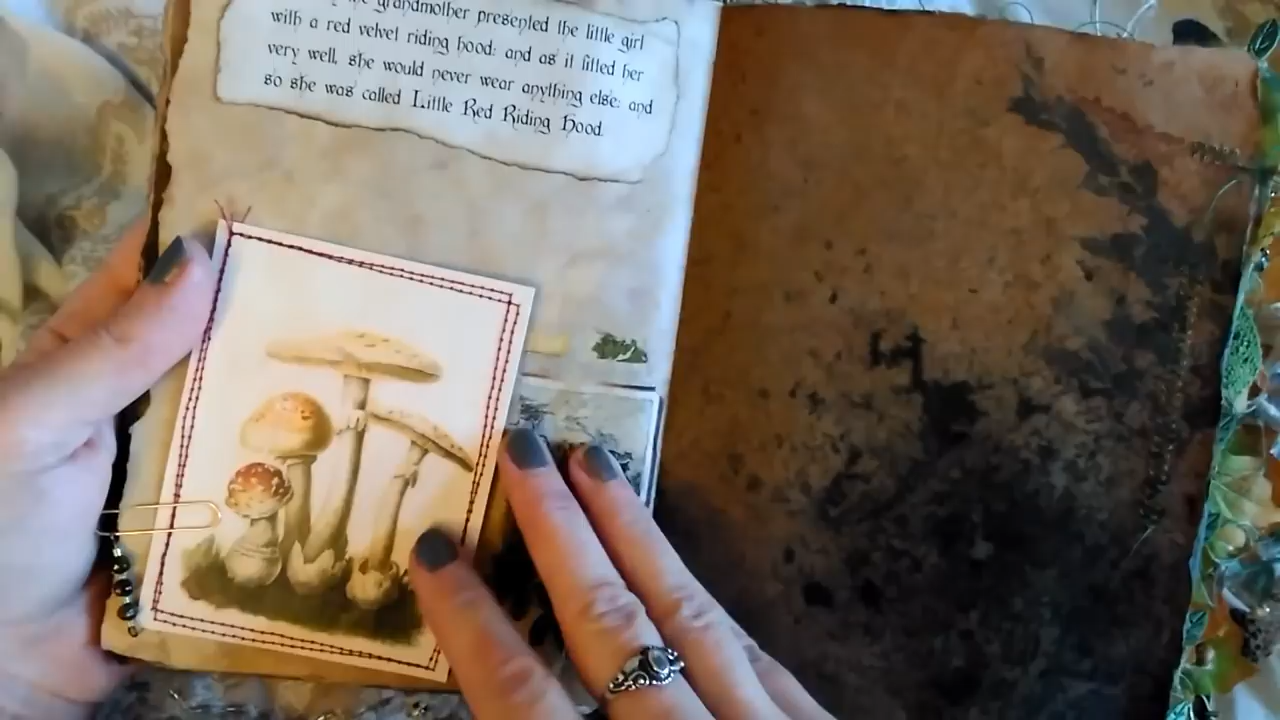 the grandmother presented the little girl
with a red velvet riding hood: and as it fitted her
very well, she would never wear anything else: and
so she was called Little Red Riding Hood.